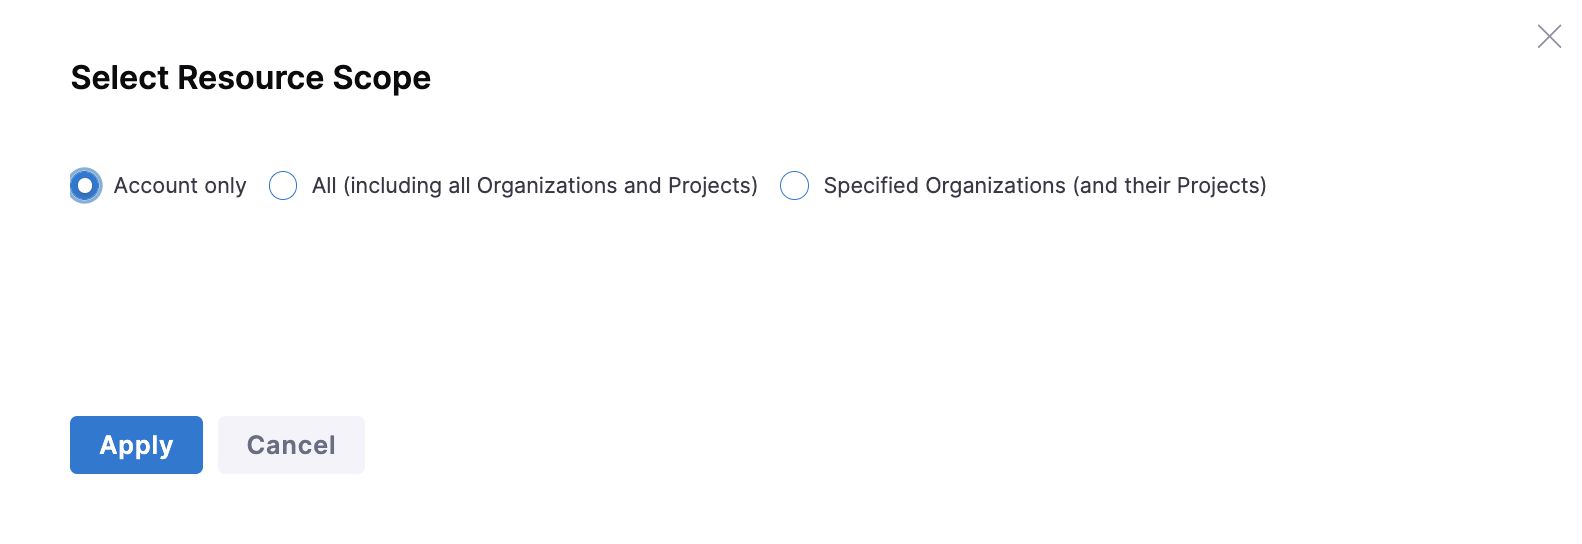 Select Resource Scope
Account only All (including all Organizations and Projects) Specified Organizations (and their Projects)
Apply Cancel